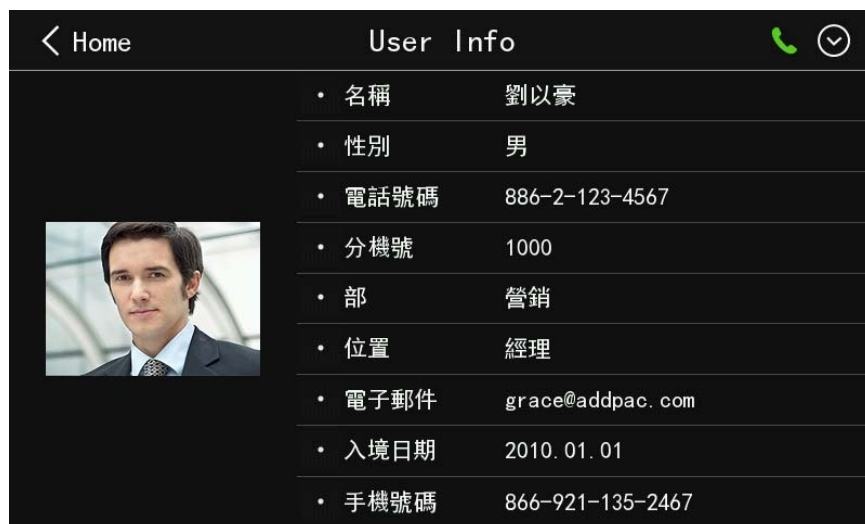 Home User Info
・ 名稱 劉以豪
・ 性別 男
・ 電話號碼 886-2-123-4567
・ 分機號 1000
・ 部 營銷
・ 位置 經理
・ 電子郵件 grace@addpac.com
・ 入境日期 2010.01.01
・ 手機號碼 866-921-135-2467